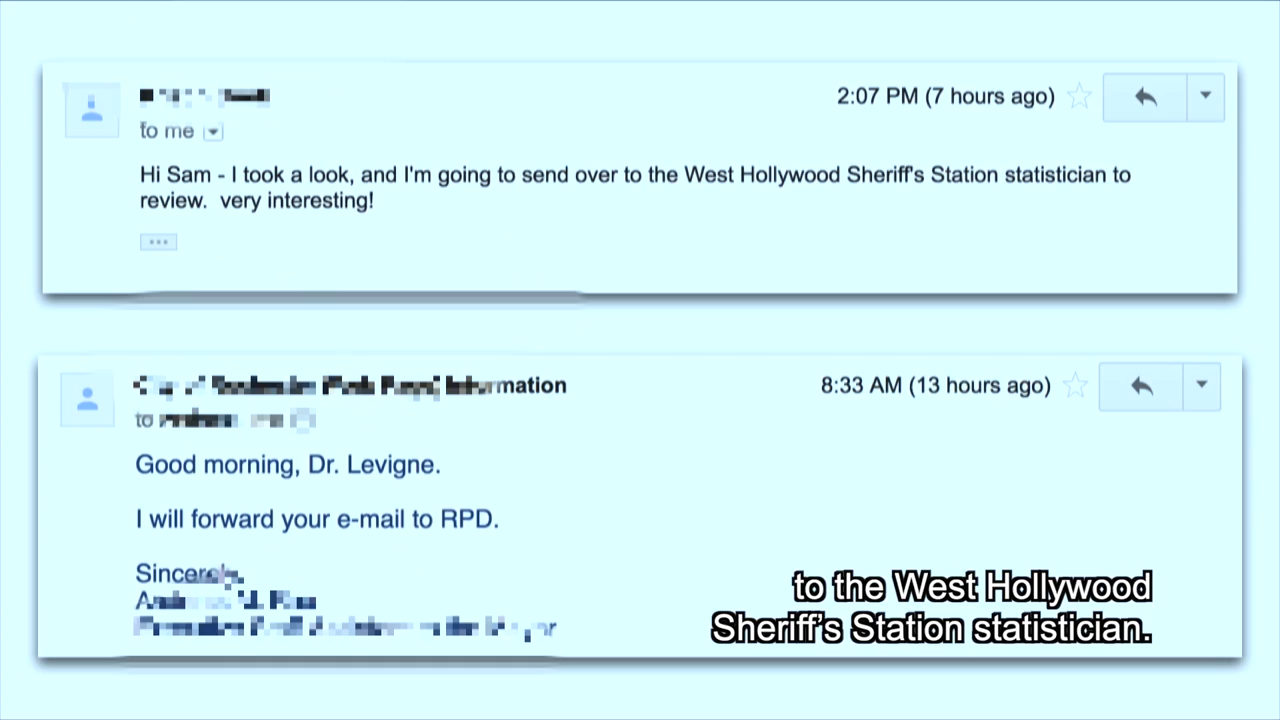 2:07 PM (7 hours ago)
to me
Hi Sam - I took a look, and I'm going to send over to the West Hollywood Sheriff's Station statistician to
review.  very interesting!
mation
8:33 AM (13 hours ago)
to
Good morning, Dr. Levigne.
I will forward your e-mail to RPD.
Sincerely,
to the West Hollywood
Sheriff's Station statistician.